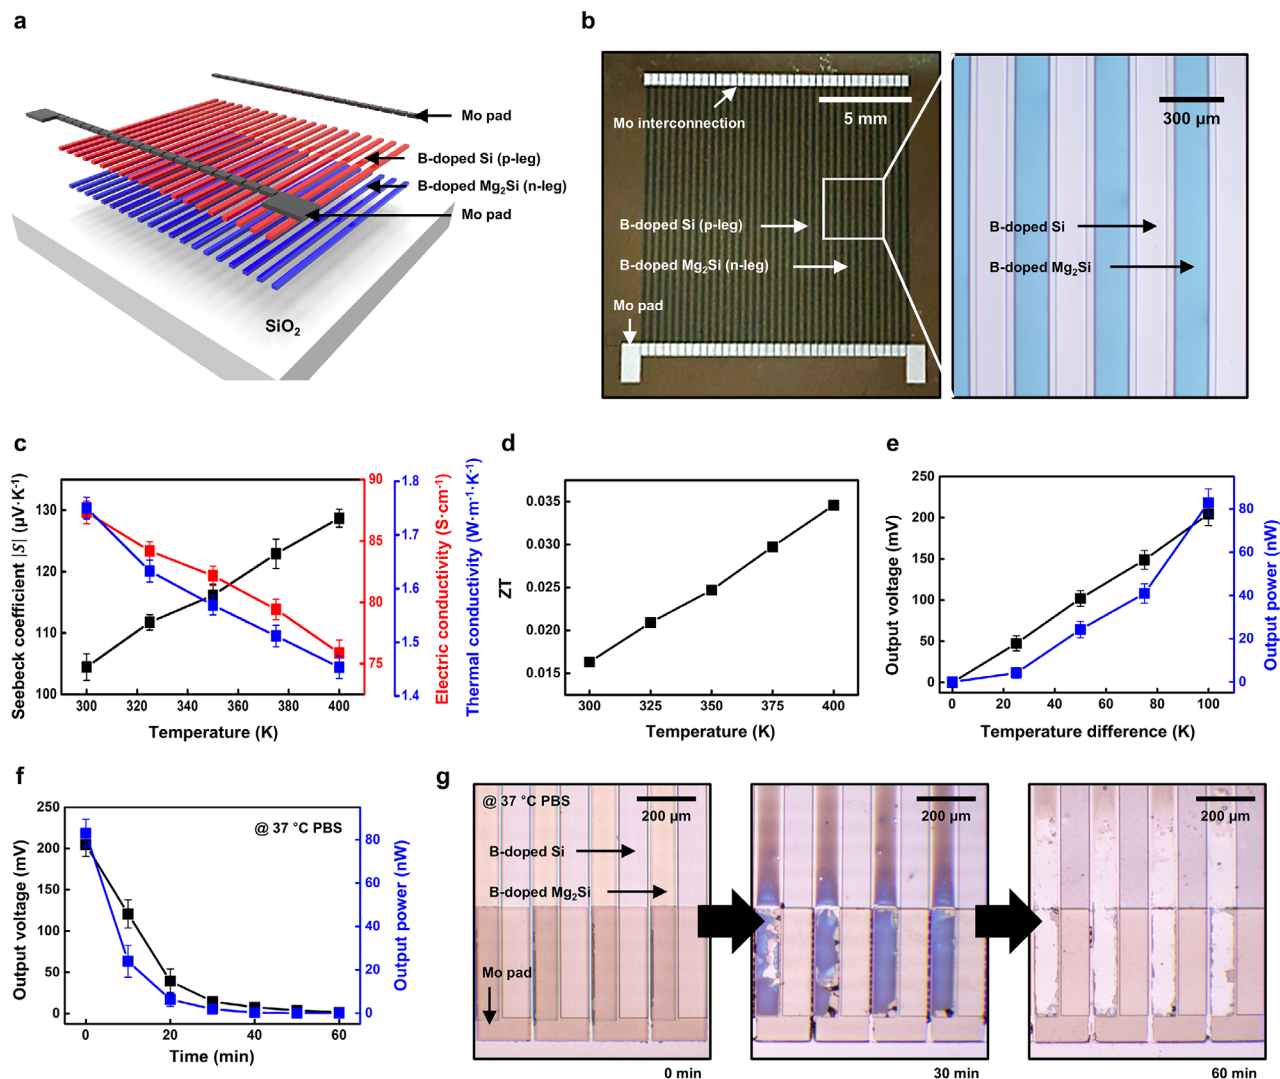 a
Mo pad
B-doped Si (p-leg)
B-doped Mg₂Si (n-leg)
Mo pad
SiO₂
b
5 mm
Mo interconnection
B-doped Si (p-leg)
B-doped Mg₂Si (n-leg)
Mo pad
300 μm
B-doped Si
B-doped Mg₂Si
c
Seebeck coefficient |S| (μV·K⁻¹)
130
120
110
100
300 320 340 360 380 400
Temperature (K)
90
85
80
75
Electric conductivity (S·cm⁻¹)
1.8
1.7
1.6
1.5
1.4
Thermal conductivity (W·m⁻¹·K⁻¹)
d
ZT
0.035
0.030
0.025
0.020
0.015
300 325 350 375 400
Temperature (K)
e
Output voltage (mV)
250
200
150
100
50
0
0 20 40 60 80 100
Temperature difference (K)
80
60
40
20
0
Output power (nW)
f
@ 37 °C PBS
Output voltage (mV)
250
200
150
100
50
0
0 20 40 60
Time (min)
80
60
40
20
0
Output power (nW)
g
@ 37 °C PBS
200 μm
B-doped Si
B-doped Mg₂Si
Mo pad
0 min
200 μm
30 min
200 μm
60 min